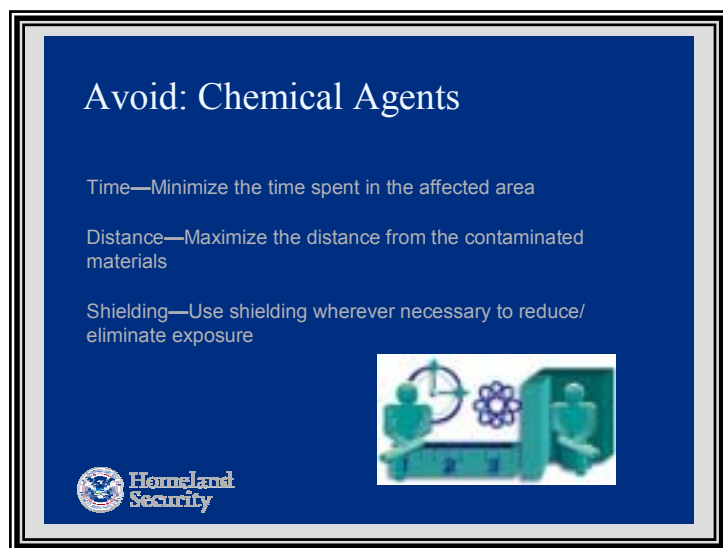 Avoid: Chemical Agents
Time—Minimize the time spent in the affected area
Distance—Maximize the distance from the contaminated
materials
Shielding—Use shielding wherever necessary to reduce/
eliminate exposure
1 2 3
Homeland
Security